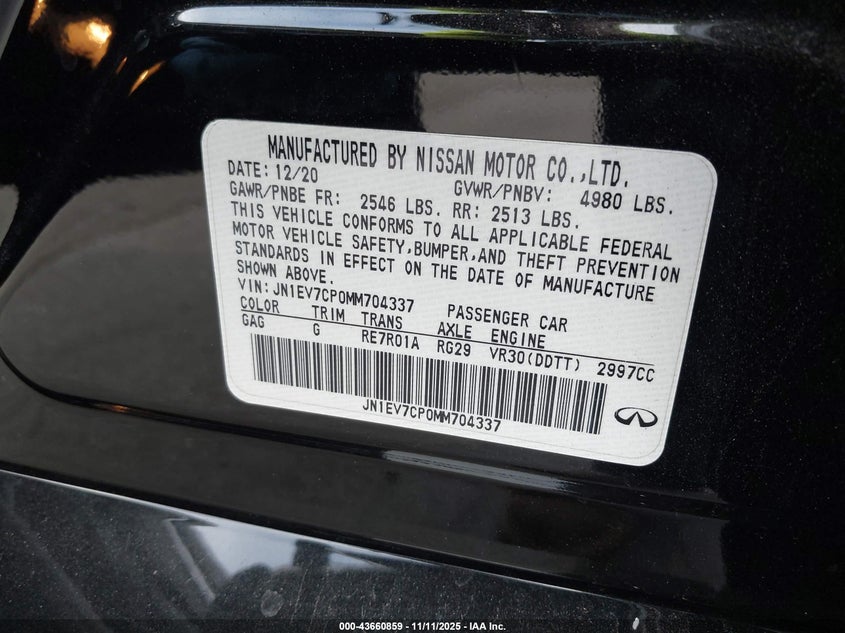 MANUFACTURED BY NISSAN MOTOR CO.,LTD.
DATE: 12/20 GVWR/PNBV: 4980 LBS.
GAWR/PNBE FR: 2546 LBS. RR: 2513 LBS.
THIS VEHICLE CONFORMS TO ALL APPLICABLE FEDERAL
MOTOR VEHICLE SAFETY,BUMPER,AND THEFT PREVENTION
STANDARDS IN EFFECT ON THE DATE OF MANUFACTURE
SHOWN ABOVE.
VIN: JN1EV7CP0MM704337 PASSENGER CAR
COLOR TRIM TRANS AXLE ENGINE
GAG G RE7R01A RG29 VR30(DDTT) 2997CC
JN1EV7CP0MM704337
000-43660859 - 11/11/2025 - IAA Inc.